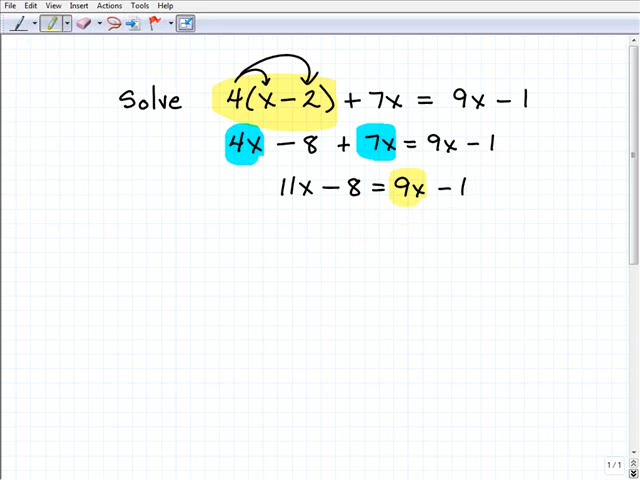 File Edit View Insert Actions Tools Help
Solve 4(x − 2) + 7x = 9x − 1
4x − 8 + 7x = 9x − 1
11x − 8 = 9x − 1
1 / 1